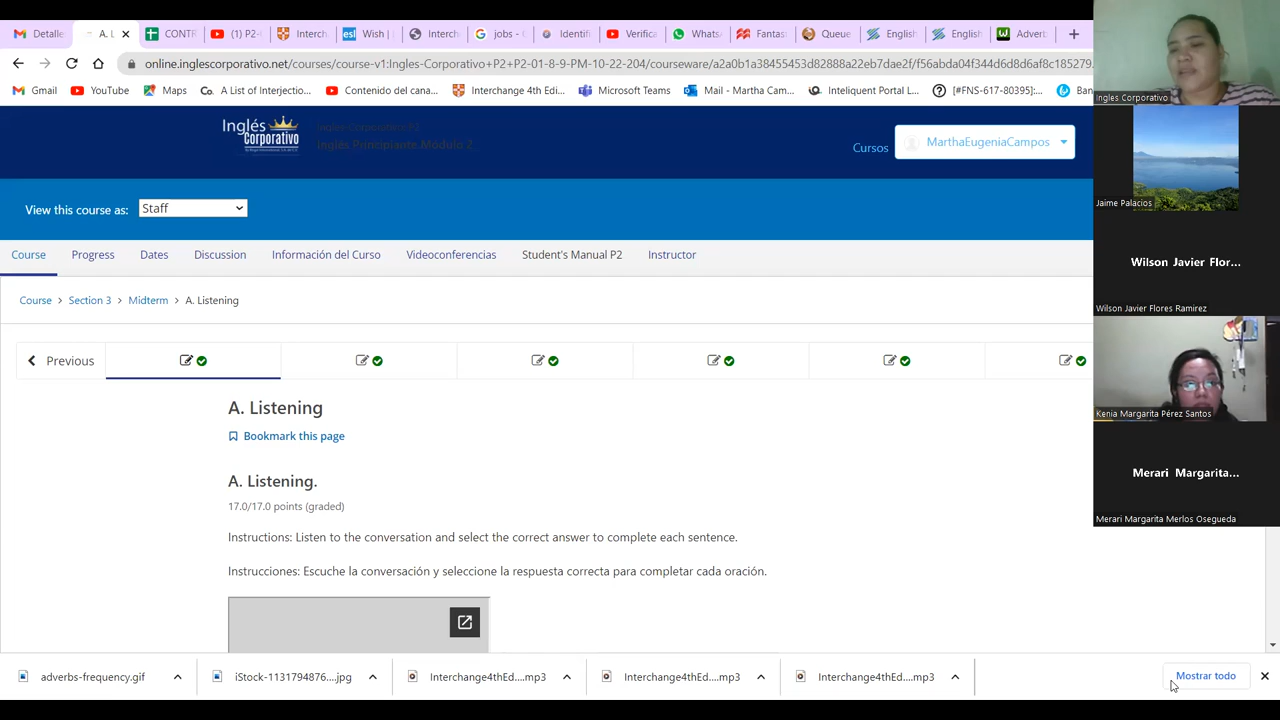 Detalle
A. L
CONTR
(1) P2-
Interch
Wish |
Interch
jobs -
Identifi
Verifica
Whats
Fantas
Queue
English
English
Adverb
online.inglescorporativo.net/courses/course-v1:Ingles-Corporativo+P2+P2-01-8-9-PM-10-22-204/courseware/a2a0b1a38455453d82888a22eb7dae2f/f56abda04f344d6d8d6af8c185279
Gmail
YouTube
Maps
A List of Interjectio...
Contenido del cana...
Interchange 4th Edi...
Microsoft Teams
Mail - Martha Cam...
Inteliquent Portal L...
[#FNS-617-80395]:...
Ban
Inglés Corporativo
Ingles-Corporativo P2
Inglés Principiante Módulo 2
Cursos
MarthaEugeniaCampos
View this course as:
Staff
Course
Progress
Dates
Discussion
Información del Curso
Videoconferencias
Student's Manual P2
Instructor
Course > Section 3 > Midterm > A. Listening
Previous
A. Listening
Bookmark this page
A. Listening.
17.0/17.0 points (graded)
Instructions: Listen to the conversation and select the correct answer to complete each sentence.
Instrucciones: Escuche la conversación y seleccione la respuesta correcta para completar cada oración.
adverbs-frequency.gif
iStock-1131794876....jpg
Interchange4thEd....mp3
Interchange4thEd....mp3
Interchange4thEd....mp3
Mostrar todo
Ingles Corporativo
Jaime Palacios
Wilson Javier Flor...
Wilson Javier Flores Ramirez
Kenia Margarita Pérez Santos
Merari Margarita...
Merari Margarita Merlos Osegueda